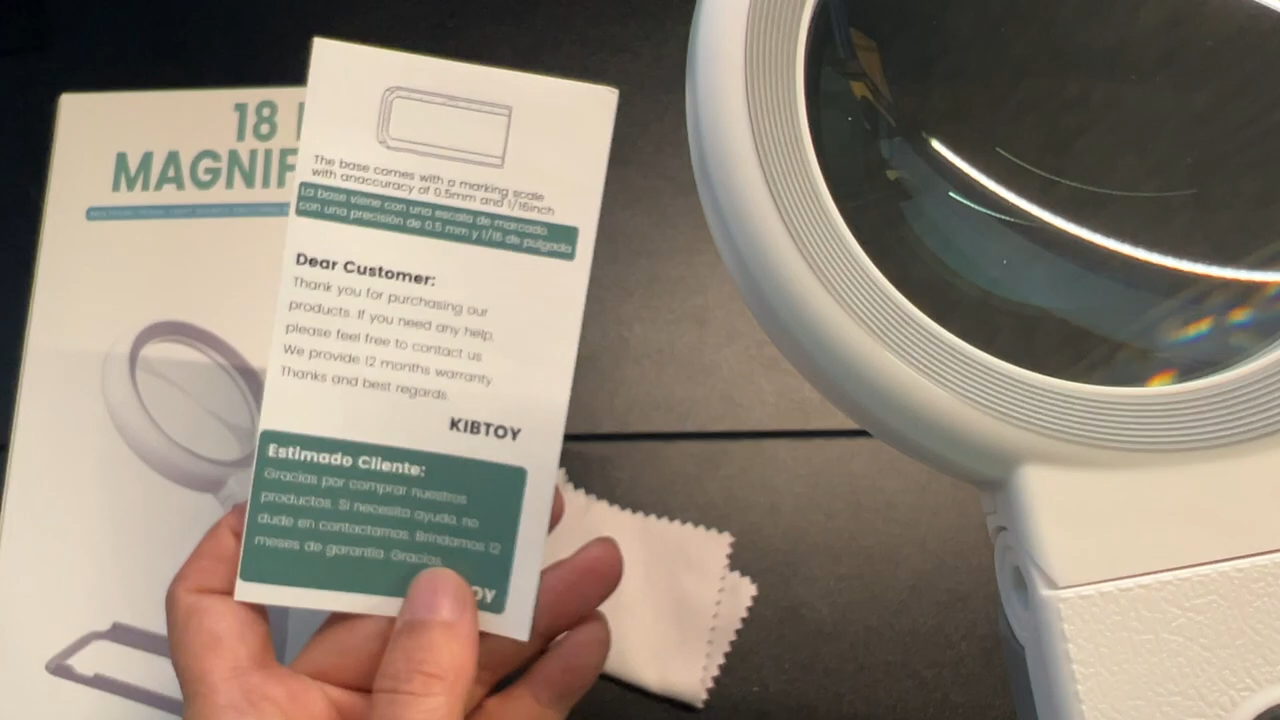 18
MAGNIF
The base comes with a marking scale
with anaccuracy of 0.5mm and 1/16inch
La base viene con una escala de marcado
con una precisión de 0.5 mm y 1/16 de pulgada
Dear Customer:
Thank you for purchasing our
products. If you need any help,
please feel free to contact us.
We provide 12 months warranty.
Thanks and best regards.
KIBTOY
Estimado Cliente:
Gracias por comprar nuestros
productos. Si necesita ayuda, no
dude en contactarnos. Brindamos 12
meses de garantía. Gracias.
OY